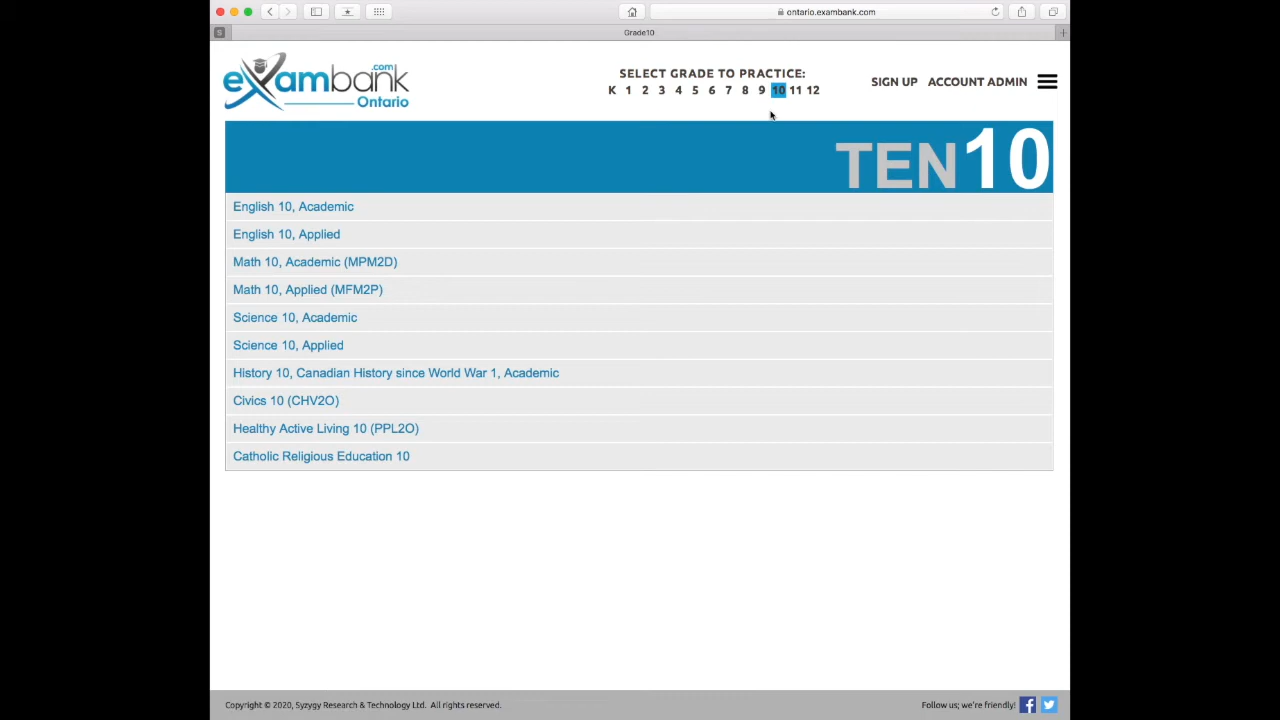 ontario.exambank.com
S
Grade10
exambank.com
Ontario
SELECT GRADE TO PRACTICE:
K 1 2 3 4 5 6 7 8 9 10 11 12
SIGN UP ACCOUNT ADMIN
TEN10
English 10, Academic
English 10, Applied
Math 10, Academic (MPM2D)
Math 10, Applied (MFM2P)
Science 10, Academic
Science 10, Applied
History 10, Canadian History since World War 1, Academic
Civics 10 (CHV2O)
Healthy Active Living 10 (PPL2O)
Catholic Religious Education 10
Copyright © 2020, Syzygy Research & Technology Ltd. All rights reserved.
Follow us; we're friendly!